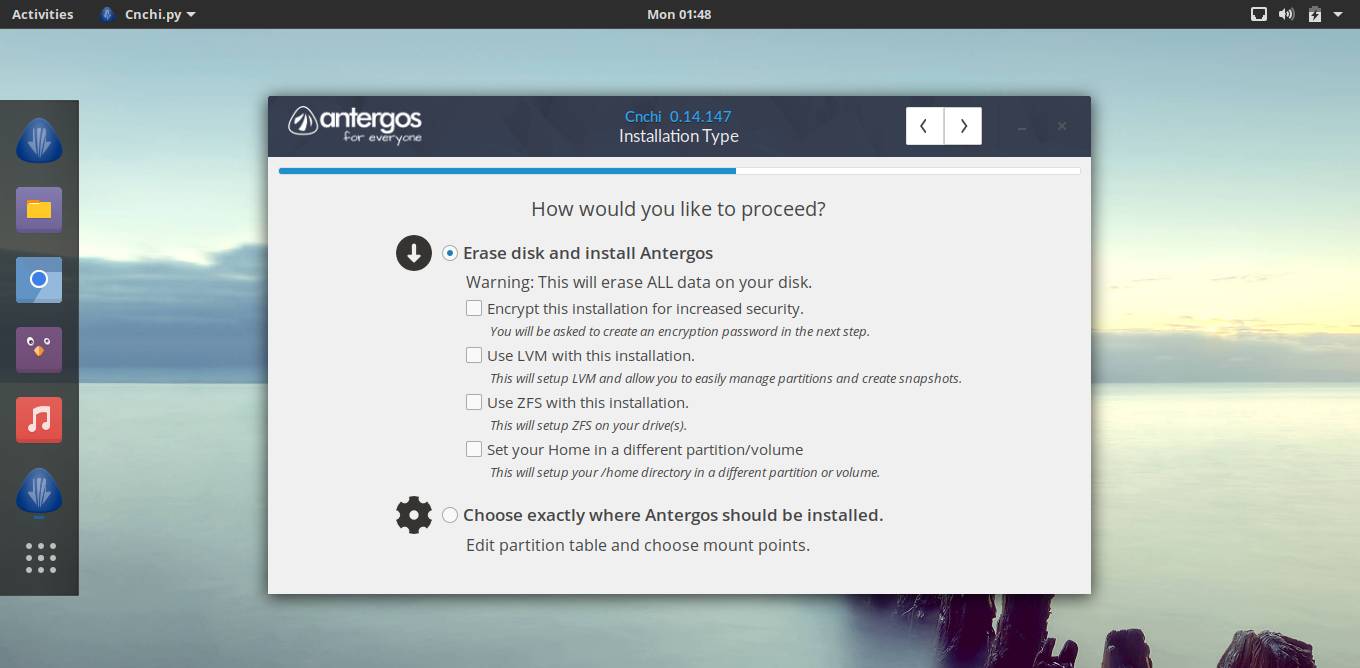 Activities
Cnchi.py
Mon 01:48
antergos
for everyone
Cnchi 0.14.147
Installation Type
How would you like to proceed?
Erase disk and install Antergos
Warning: This will erase ALL data on your disk.
Encrypt this installation for increased security.
You will be asked to create an encryption password in the next step.
Use LVM with this installation.
This will setup LVM and allow you to easily manage partitions and create snapshots.
Use ZFS with this installation.
This will setup ZFS on your drive(s).
Set your Home in a different partition/volume
This will setup your /home directory in a different partition or volume.
Choose exactly where Antergos should be installed.
Edit partition table and choose mount points.